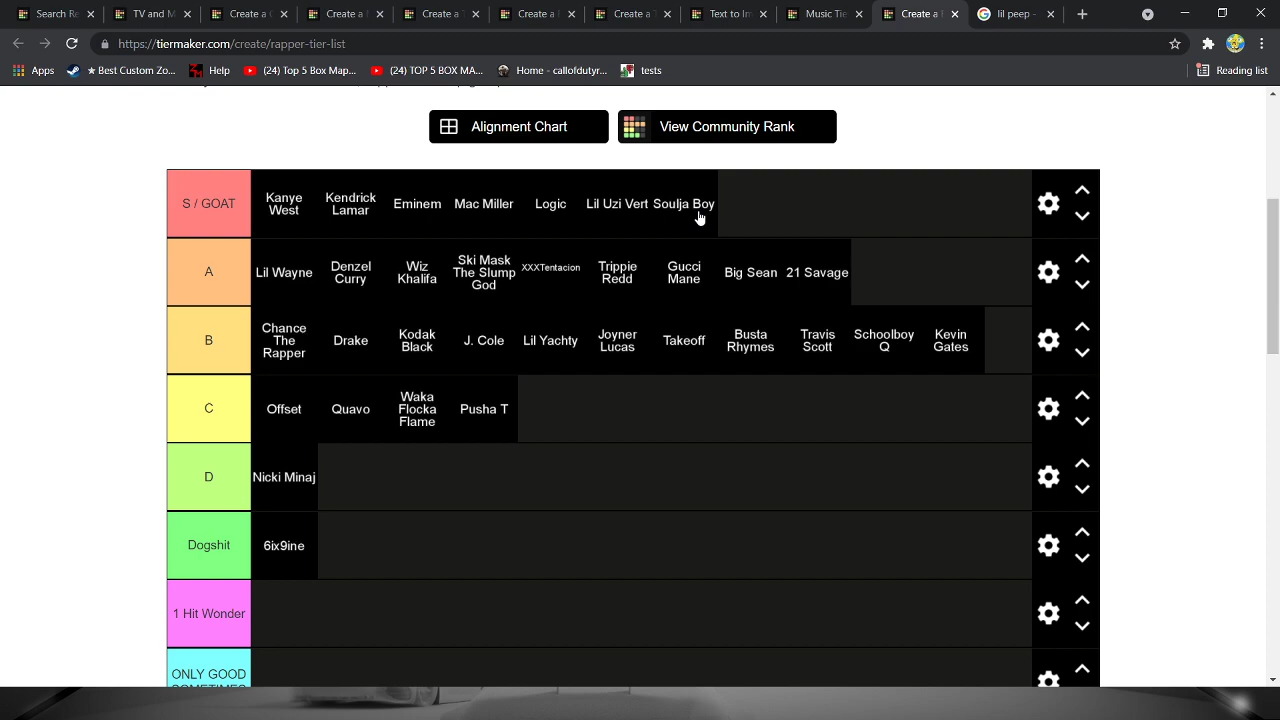 Search Re
TV and M
Create a C
Create a N
Create a T
Create a F
Create a T
Text to Im
Music Tie
Create a F
lil peep -
https://tiermaker.com/create/rapper-tier-list
Apps
★ Best Custom Zo...
Help
(24) Top 5 Box Map...
(24) TOP 5 BOX MA...
Home - callofdutyr...
tests
Reading list
Alignment Chart
View Community Rank
S / GOAT
Kanye West
Kendrick Lamar
Eminem
Mac Miller
Logic
Lil Uzi Vert
Soulja Boy
A
Lil Wayne
Denzel Curry
Wiz Khalifa
Ski Mask The Slump God
XXXTentacion
Trippie Redd
Gucci Mane
Big Sean
21 Savage
B
Chance The Rapper
Drake
Kodak Black
J. Cole
Lil Yachty
Joyner Lucas
Takeoff
Busta Rhymes
Travis Scott
Schoolboy Q
Kevin Gates
C
Offset
Quavo
Waka Flocka Flame
Pusha T
D
Nicki Minaj
Dogshit
6ix9ine
1 Hit Wonder
ONLY GOOD
SOMETIMES